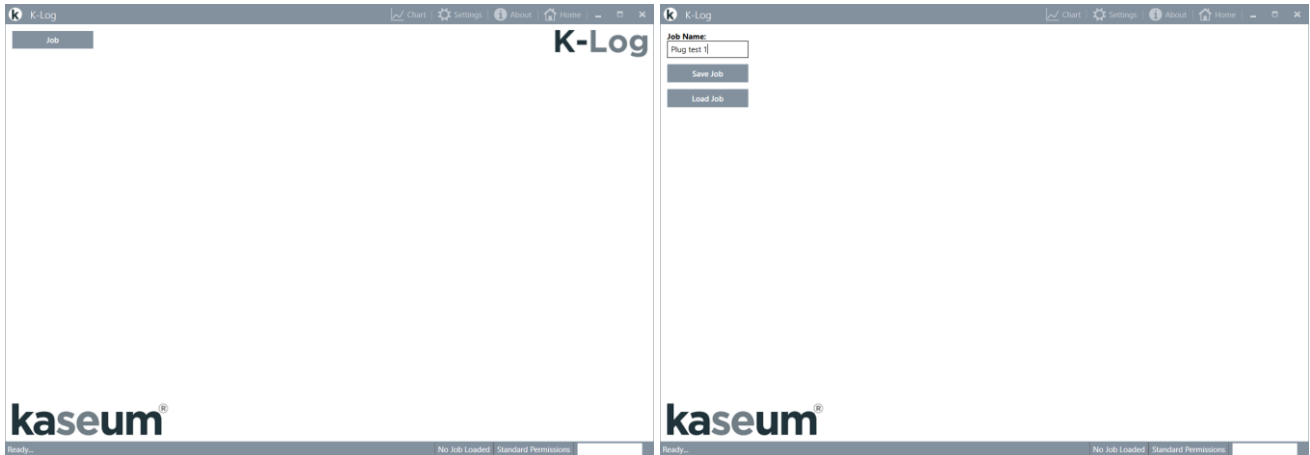 K-Log
Chart Settings About Home
Job
K-Log
kaseum®
Ready...
No Job Loaded Standard Permissions
K-Log
Chart Settings About Home
Job Name:
Plug test 1
Save Job
Load Job
kaseum®
Ready...
No Job Loaded Standard Permissions